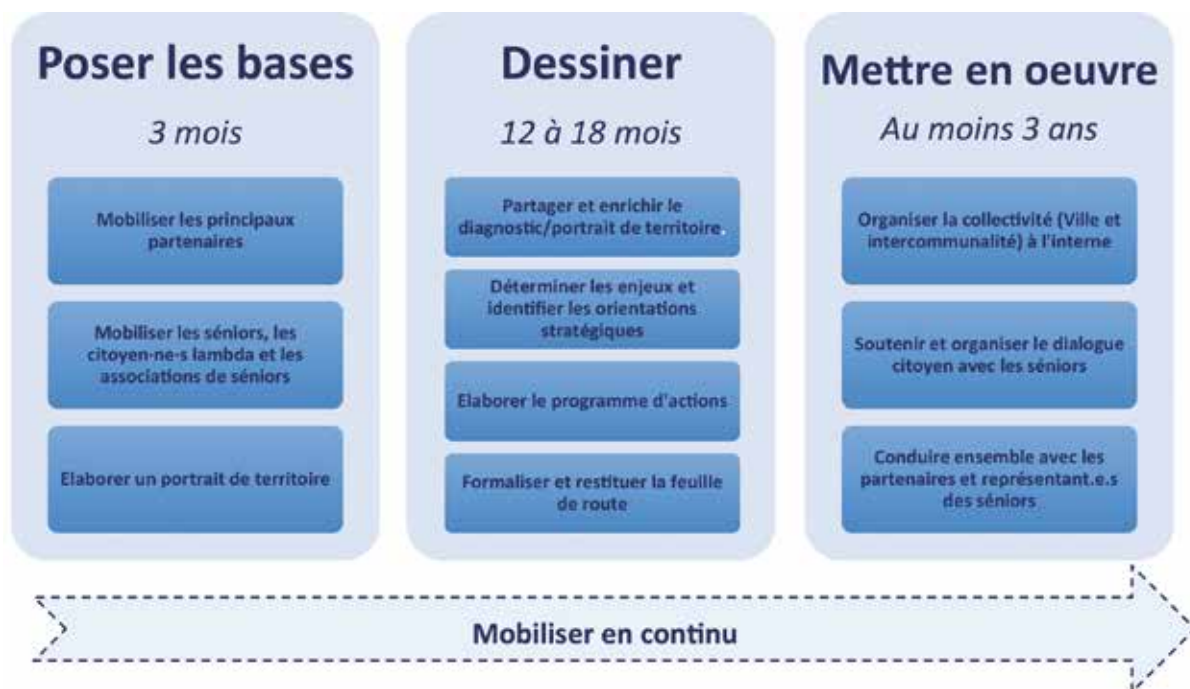 Poser les bases
3 mois
Mobiliser les principaux
partenaires
Mobiliser les séniors, les
citoyen-ne-s lambda et les
associations de séniors
Elaborer un portrait de territoire
Dessiner
12 à 18 mois
Partager et enrichir le
diagnostic/portrait de territoire.
Déterminer les enjeux et
identifier les orientations
stratégiques
Elaborer le programme d'actions
Formaliser et restituer la feuille
de route
Mettre en oeuvre
Au moins 3 ans
Organiser la collectivité (Ville et
intercommunalité) à l'interne
Soutenir et organiser le dialogue
citoyen avec les séniors
Conduire ensemble avec les
partenaires et représentant.e.s
des séniors
Mobiliser en continu